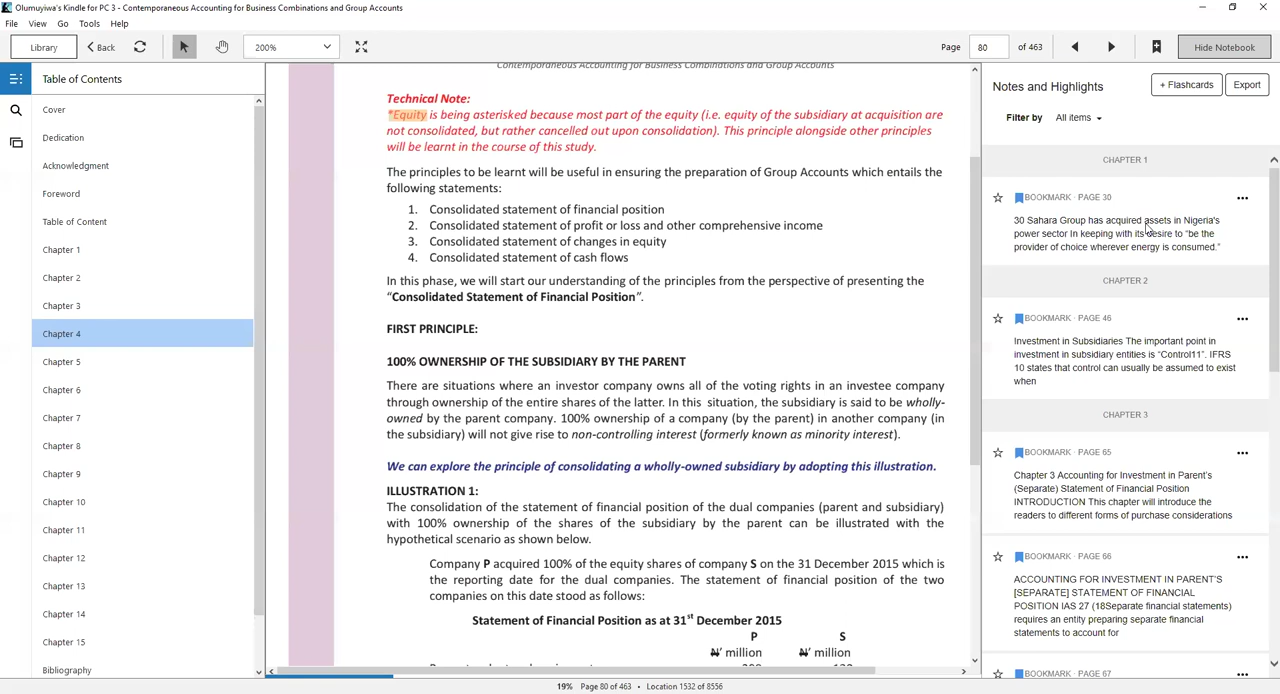 Olumuyiwa's Kindle for PC 3 - Contemporaneous Accounting for Business Combinations and Group Accounts
File View Go Tools Help
Library Back 200% Page 80 of 463 Hide Notebook
Table of Contents
Cover
Dedication
Acknowledgment
Foreword
Table of Content
Chapter 1
Chapter 2
Chapter 3
Chapter 4
Chapter 5
Chapter 6
Chapter 7
Chapter 8
Chapter 9
Chapter 10
Chapter 11
Chapter 12
Chapter 13
Chapter 14
Chapter 15
Bibliography
Contemporaneous Accounting for Business Combinations and Group Accounts
Technical Note:
*Equity is being asterisked because most part of the equity (i.e. equity of the subsidiary at acquisition are
not consolidated, but rather cancelled out upon consolidation). This principle alongside other principles
will be learnt in the course of this study.
The principles to be learnt will be useful in ensuring the preparation of Group Accounts which entails the
following statements:
1. Consolidated statement of financial position
2. Consolidated statement of profit or loss and other comprehensive income
3. Consolidated statement of changes in equity
4. Consolidated statement of cash flows
In this phase, we will start our understanding of the principles from the perspective of presenting the
“Consolidated Statement of Financial Position”.
FIRST PRINCIPLE:
100% OWNERSHIP OF THE SUBSIDIARY BY THE PARENT
There are situations where an investor company owns all of the voting rights in an investee company
through ownership of the entire shares of the latter. In this situation, the subsidiary is said to be wholly-
owned by the parent company. 100% ownership of a company (by the parent) in another company (in
the subsidiary) will not give rise to non-controlling interest (formerly known as minority interest).
We can explore the principle of consolidating a wholly-owned subsidiary by adopting this illustration.
ILLUSTRATION 1:
The consolidation of the statement of financial position of the dual companies (parent and subsidiary)
with 100% ownership of the shares of the subsidiary by the parent can be illustrated with the
hypothetical scenario as shown below.
Company P acquired 100% of the equity shares of company S on the 31 December 2015 which is
the reporting date for the dual companies. The statement of financial position of the two
companies on this date stood as follows:
Statement of Financial Position as at 31st December 2015
P S
₦' million ₦' million
Notes and Highlights + Flashcards Export
Filter by All items
CHAPTER 1
BOOKMARK · PAGE 30
30 Sahara Group has acquired assets in Nigeria's
power sector In keeping with its desire to “be the
provider of choice wherever energy is consumed.”
CHAPTER 2
BOOKMARK · PAGE 46
Investment in Subsidiaries The important point in
investment in subsidiary entities is “Control11”. IFRS
10 states that control can usually be assumed to exist
when
CHAPTER 3
BOOKMARK · PAGE 65
Chapter 3 Accounting for Investment in Parent's
(Separate) Statement of Financial Position
INTRODUCTION This chapter will introduce the
readers to different forms of purchase considerations
BOOKMARK · PAGE 66
ACCOUNTING FOR INVESTMENT IN PARENT'S
[SEPARATE] STATEMENT OF FINANCIAL
POSITION IAS 27 (18Separate financial statements)
requires an entity preparing separate financial
statements to account for
BOOKMARK · PAGE 67
19% Page 80 of 463 • Location 1532 of 8556